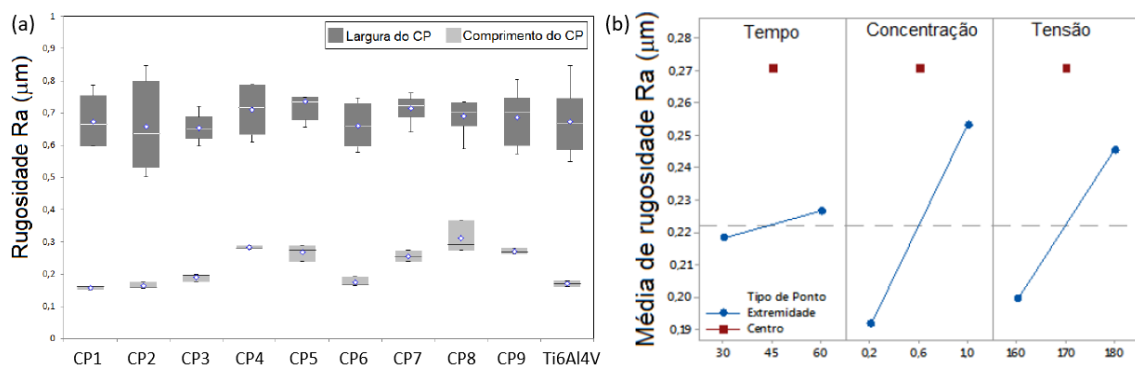 (a)
Rugosidade Ra (µm)
1
0,9
0,8
0,7
0,6
0,5
0,4
0,3
0,2
0,1
0
Largura do CP
Comprimento do CP
CP1 CP2 CP3 CP4 CP5 CP6 CP7 CP8 CP9 Ti6Al4V
(b)
Média de rugosidade Ra (µm)
0,28
0,27
0,26
0,25
0,24
0,23
0,22
0,21
0,20
0,19
Tempo Concentração Tensão
Tipo de Ponto
Extremidade
Centro
30 45 60 0,2 0,6 1,0 160 170 180